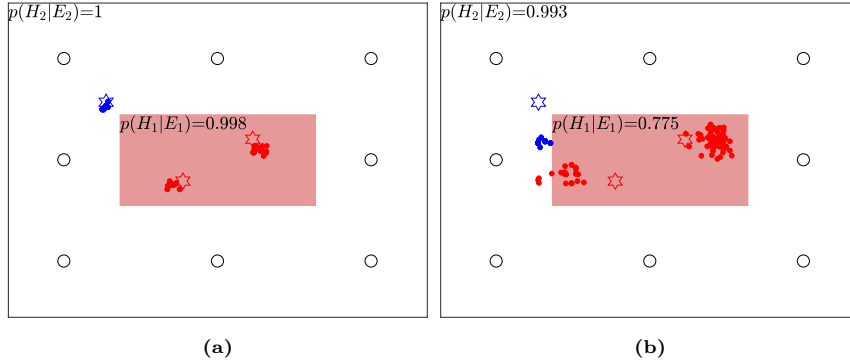 p(H₂|E₂)=1
p(H₁|E₁)=0.998
(a)
p(H₂|E₂)=0.993
p(H₁|E₁)=0.775
(b)